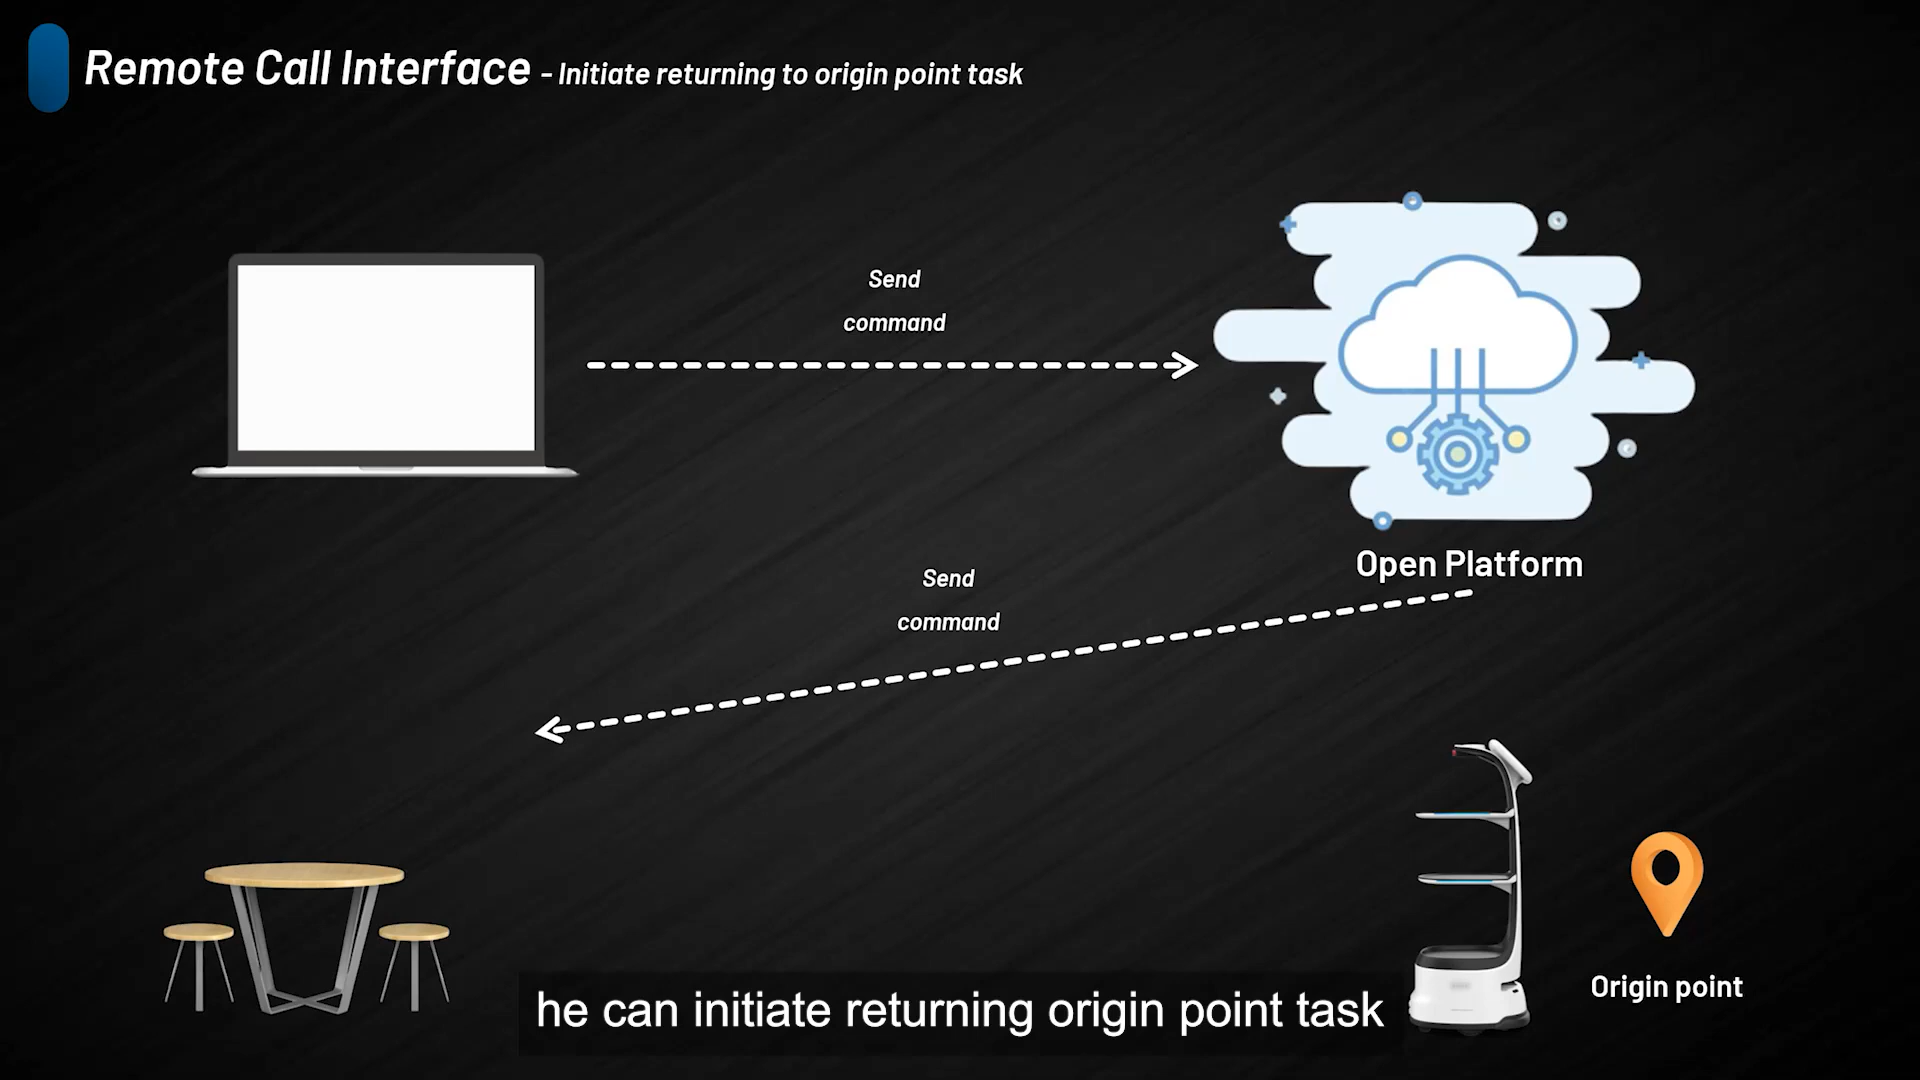 Remote Call Interface - Initiate returning to origin point task
Send
command
Open Platform
Send
command
Origin point
he can initiate returning origin point task